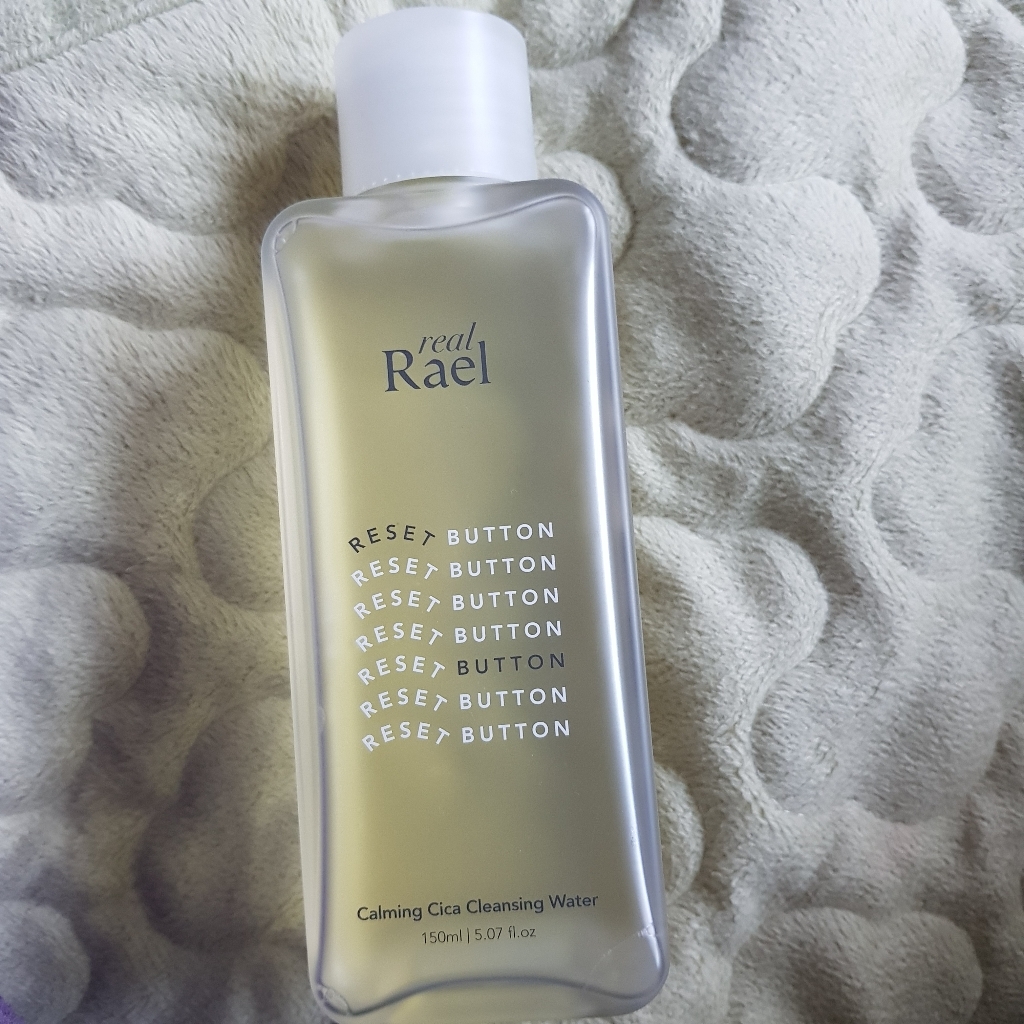 real
Rael
RESET BUTTON
RESET BUTTON
RESET BUTTON
RESET BUTTON
RESET BUTTON
RESET BUTTON
RESET BUTTON
Calming Cica Cleansing Water
150ml | 5.07 fl.oz